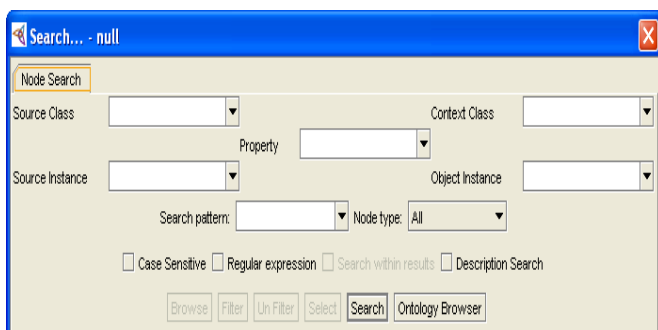 Search... - null
Node Search
Source Class Context Class
Property
Source Instance Object Instance
Search pattern: Node type: All
Case Sensitive Regular expression Search within results Description Search
Browse Filter Un Filter Select Search Ontology Browser